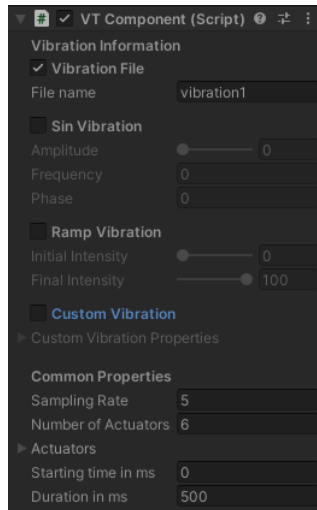 VT Component (Script)
Vibration Information
Vibration File
File name vibration1
Sin Vibration
Amplitude 0
Frequency 0
Phase 0
Ramp Vibration
Initial Intensity 0
Final Intensity 100
Custom Vibration
Custom Vibration Properties
Common Properties
Sampling Rate 5
Number of Actuators 6
Actuators
Starting time in ms 0
Duration in ms 500